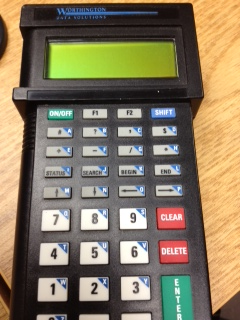 WORTHINGTON
DATA SOLUTIONS
ON/OFF F1 F2 SHIFT
# ? $
- / +
STATUS SEARCH BEGIN END
M N O P
7 Q 8 R 9 S CLEAR
4 T 5 U 6 V DELETE
1 W 2 X 3 Y ENTER